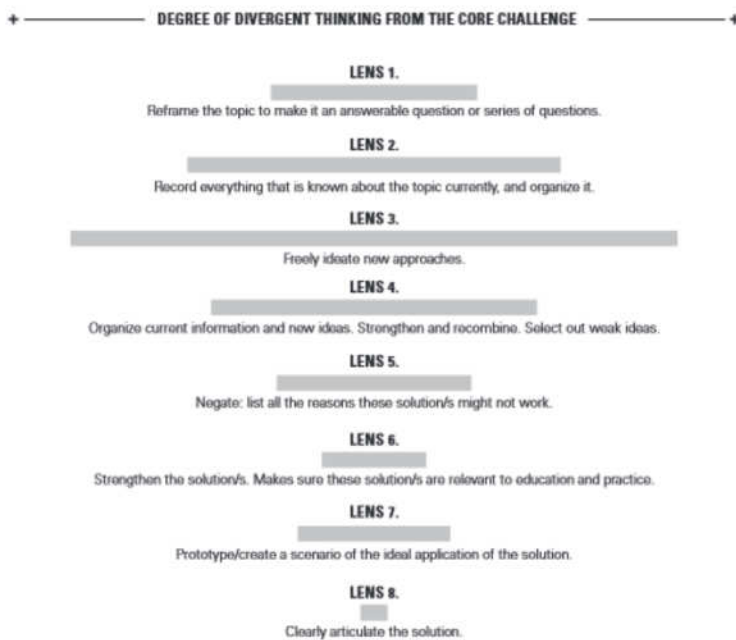 + DEGREE OF DIVERGENT THINKING FROM THE CORE CHALLENGE +
LENS 1.
Reframe the topic to make it an answerable question or series of questions.
LENS 2.
Record everything that is known about the topic currently, and organize it.
LENS 3.
Freely ideate new approaches.
LENS 4.
Organize current information and new ideas. Strengthen and recombine. Select out weak ideas.
LENS 5.
Negate: list all the reasons these solution/s might not work.
LENS 6.
Strengthen the solution/s. Makes sure these solution/s are relevant to education and practice.
LENS 7.
Prototype/create a scenario of the ideal application of the solution.
LENS 8.
Clearly articulate the solution.